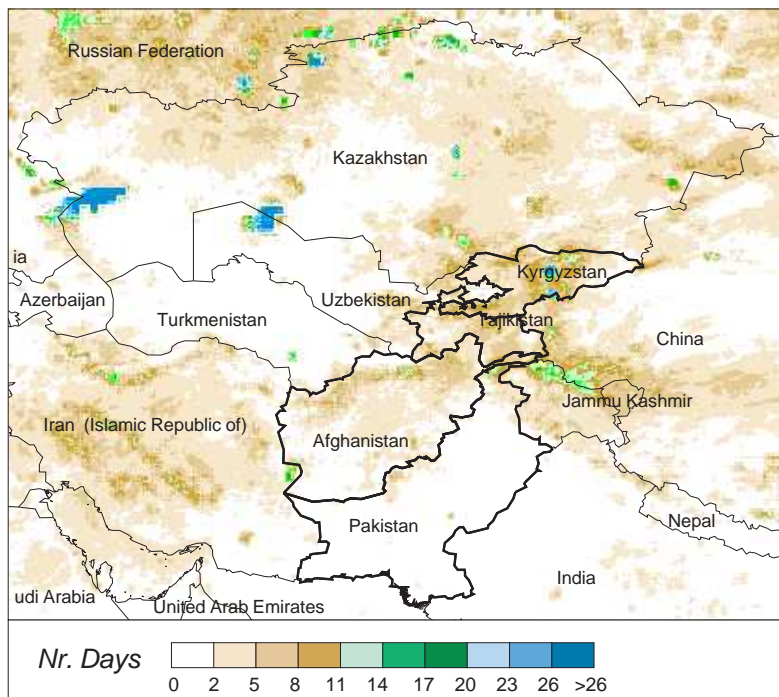 Russian Federation
Kazakhstan
ia
Kyrgyzstan
Azerbaijan
Uzbekistan
Turkmenistan
Tajikistan
China
Jammu Kashmir
Iran (Islamic Republic of)
Afghanistan
Pakistan
Nepal
India
udi Arabia
United Arab Emirates
Nr. Days
0 2 5 8 11 14 17 20 23 26 >26